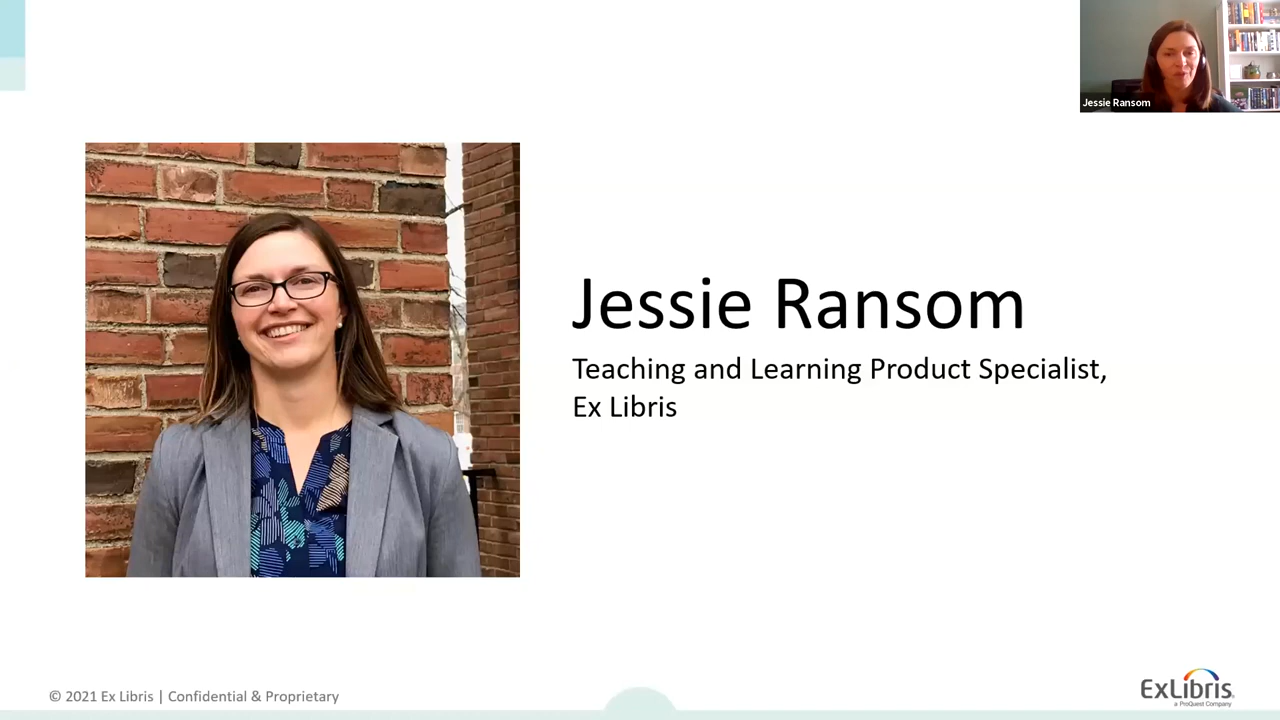 Jessie Ransom
Jessie Ransom
Teaching and Learning Product Specialist,
Ex Libris
© 2021 Ex Libris | Confidential & Proprietary
ExLibris
a ProQuest Company